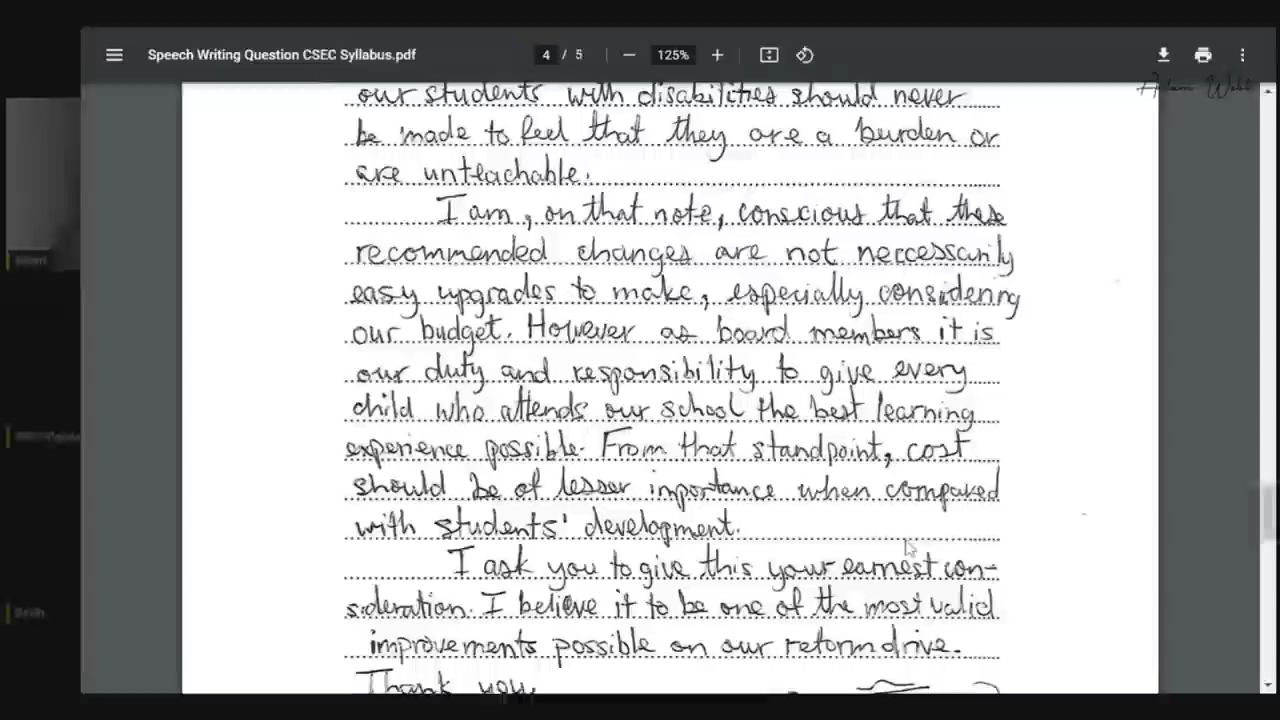 Speech Writing Question CSEC Syllabus.pdf
4 / 5
125%
our students with disabilities should never
be made to feel that they are a burden or
are unteachable.
I am, on that note, conscious that these
recommended changes are not neccessarily
easy upgrades to make, especially considering
our budget. However as board members it is
our duty and responsibility to give every
child who attends our school the best learning
experience possible. From that standpoint, cost
should be of lesser importance when compared
with students' development.
I ask you to give this your earnest con-
sideration. I believe it to be one of the most valid
improvements possible on our reform drive.
Thank you.